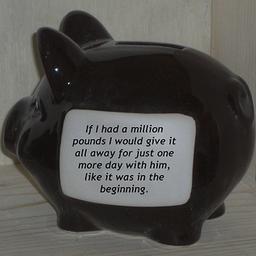 If I had a million
pounds I would give it
all away for just one
more day with him,
like it was in the
beginning.